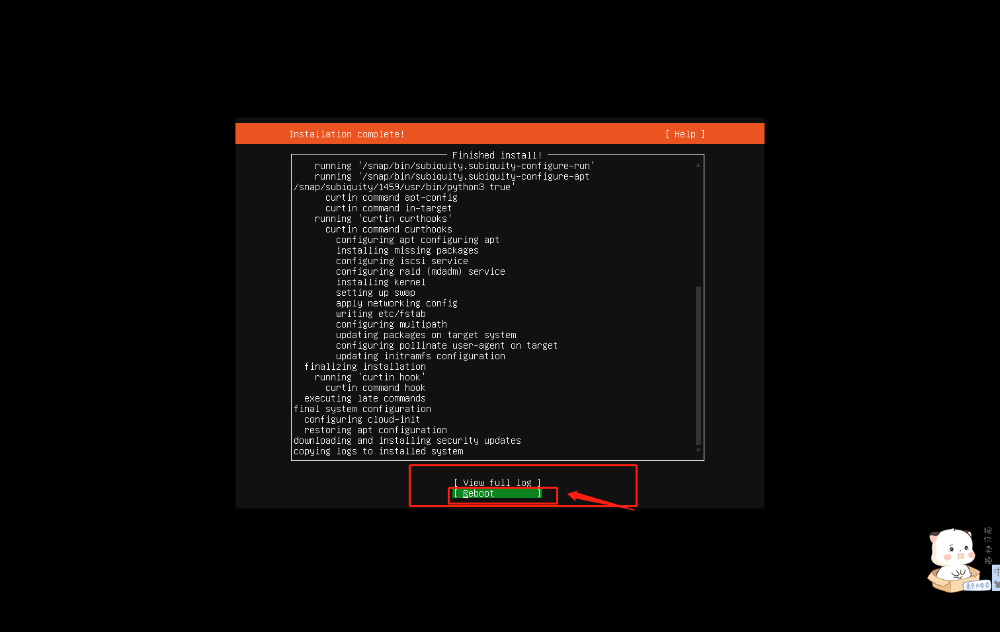 Installation complete! [ Help ]
Finished install!
running '/snap/bin/subiquity.subiquity-configure-run'
running '/snap/bin/subiquity.subiquity-configure-apt
/snap/subiquity/1459/usr/bin/python3 true'
curtin command apt-config
curtin command in-target
running 'curtin curthooks'
curtin command curthooks
configuring apt configuring apt
installing missing packages
configuring iscsi service
configuring raid (mdadm) service
installing kernel
setting up swap
apply networking config
writing etc/fstab
configuring multipath
updating packages on target system
configuring pollinate user-agent on target
updating initramfs configuration
finalizing installation
running 'curtin hook'
curtin command hook
executing late commands
final system configuration
configuring cloud-init
restoring apt configuration
downloading and installing security updates
copying logs to installed system
[ View full log ]
[ Reboot ]
把你卖掉
中